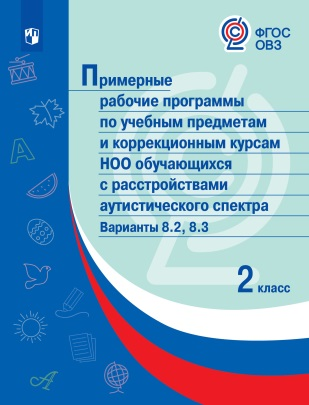 ФГОС
ОВЗ
Примерные
рабочие программы
по учебным предметам
и коррекционным курсам
НОО обучающихся
с расстройствами
аутистического спектра
Варианты 8.2, 8.3
2 класс
А
А